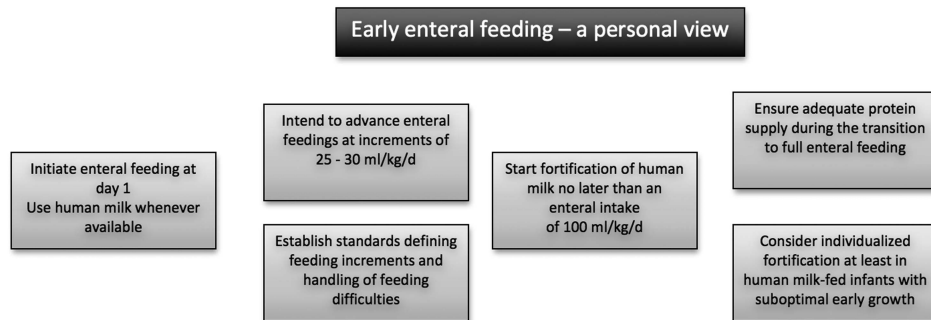 Early enteral feeding – a personal view
Initiate enteral feeding at
day 1
Use human milk whenever
available
Intend to advance enteral
feedings at increments of
25 - 30 ml/kg/d
Establish standards defining
feeding increments and
handling of feeding
difficulties
Start fortification of human
milk no later than an
enteral intake
of 100 ml/kg/d
Ensure adequate protein
supply during the transition
to full enteral feeding
Consider individualized
fortification at least in
human milk-fed infants with
suboptimal early growth